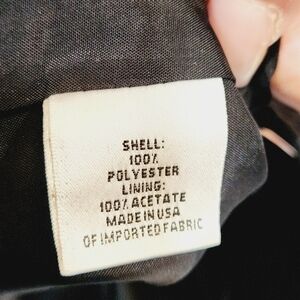 SHELL:
100%
POLYESTER
LINING:
100% ACETATE
MADE IN USA
OF IMPORTED FABRIC